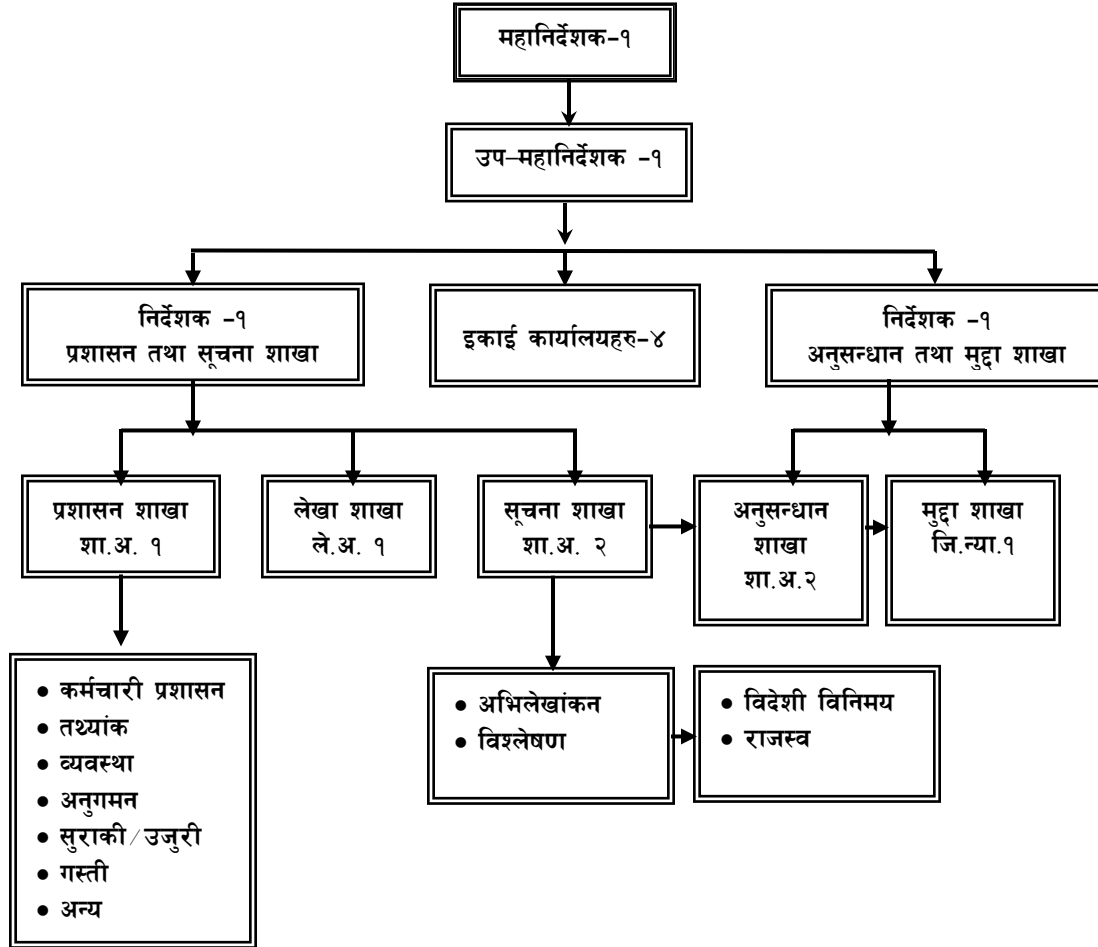 महानिर्देशक-१
उप–महानिर्देशक -१
निर्देशक -१
प्रशासन तथा सूचना शाखा
इकाई कार्यालयहरु-४
निर्देशक -१
अनुसन्धान तथा मुद्दा शाखा
प्रशासन शाखा
शा.अ. १
लेखा शाखा
ले.अ. १
सूचना शाखा
शा.अ. २
अनुसन्धान
शाखा
शा.अ.२
मुद्दा शाखा
जि.न्या.१
• कर्मचारी प्रशासन
• तथ्यांक
• व्यवस्था
• अनुगमन
• सुराकी/उजुरी
• गस्ती
• अन्य
• अभिलेखांकन
• विश्लेषण
• विदेशी विनिमय
• राजस्व